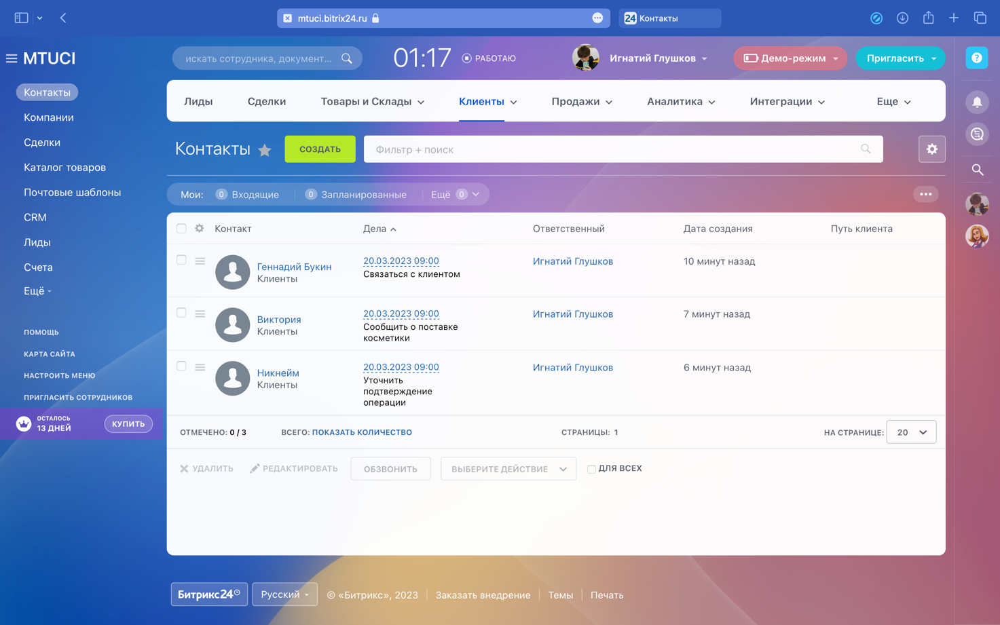 mtuci.bitrix24.ru
24 Контакты
MTUCI
искать сотрудника, документ...
01:17
РАБОТАЮ
Игнатий Глушков
Демо-режим
Пригласить
?
Контакты
Компании
Сделки
Каталог товаров
Почтовые шаблоны
CRM
Лиды
Счета
Ещё
ПОМОЩЬ
КАРТА САЙТА
НАСТРОИТЬ МЕНЮ
ПРИГЛАСИТЬ СОТРУДНИКОВ
ОСТАЛОСЬ
13 ДНЕЙ
КУПИТЬ
Лиды
Сделки
Товары и Склады
Клиенты
Продажи
Аналитика
Интеграции
Еще
Контакты
СОЗДАТЬ
Фильтр + поиск
Мои:
0 Входящие
0 Запланированные
Ещё 0
Контакт
Дела
Ответственный
Дата создания
Путь клиента
Геннадий Букин
Клиенты
20.03.2023 09:00
Связаться с клиентом
Игнатий Глушков
10 минут назад
Виктория
Клиенты
20.03.2023 09:00
Сообщить о поставке
косметики
Игнатий Глушков
7 минут назад
Никнейм
Клиенты
20.03.2023 09:00
Уточнить
подтверждение
операции
Игнатий Глушков
6 минут назад
ОТМЕЧЕНО: 0 / 3
ВСЕГО: ПОКАЗАТЬ КОЛИЧЕСТВО
СТРАНИЦЫ: 1
НА СТРАНИЦЕ: 20
УДАЛИТЬ
РЕДАКТИРОВАТЬ
ОБЗВОНИТЬ
ВЫБЕРИТЕ ДЕЙСТВИЕ
ДЛЯ ВСЕХ
Битрикс24
Русский
© «Битрикс», 2023
Заказать внедрение
Темы
Печать